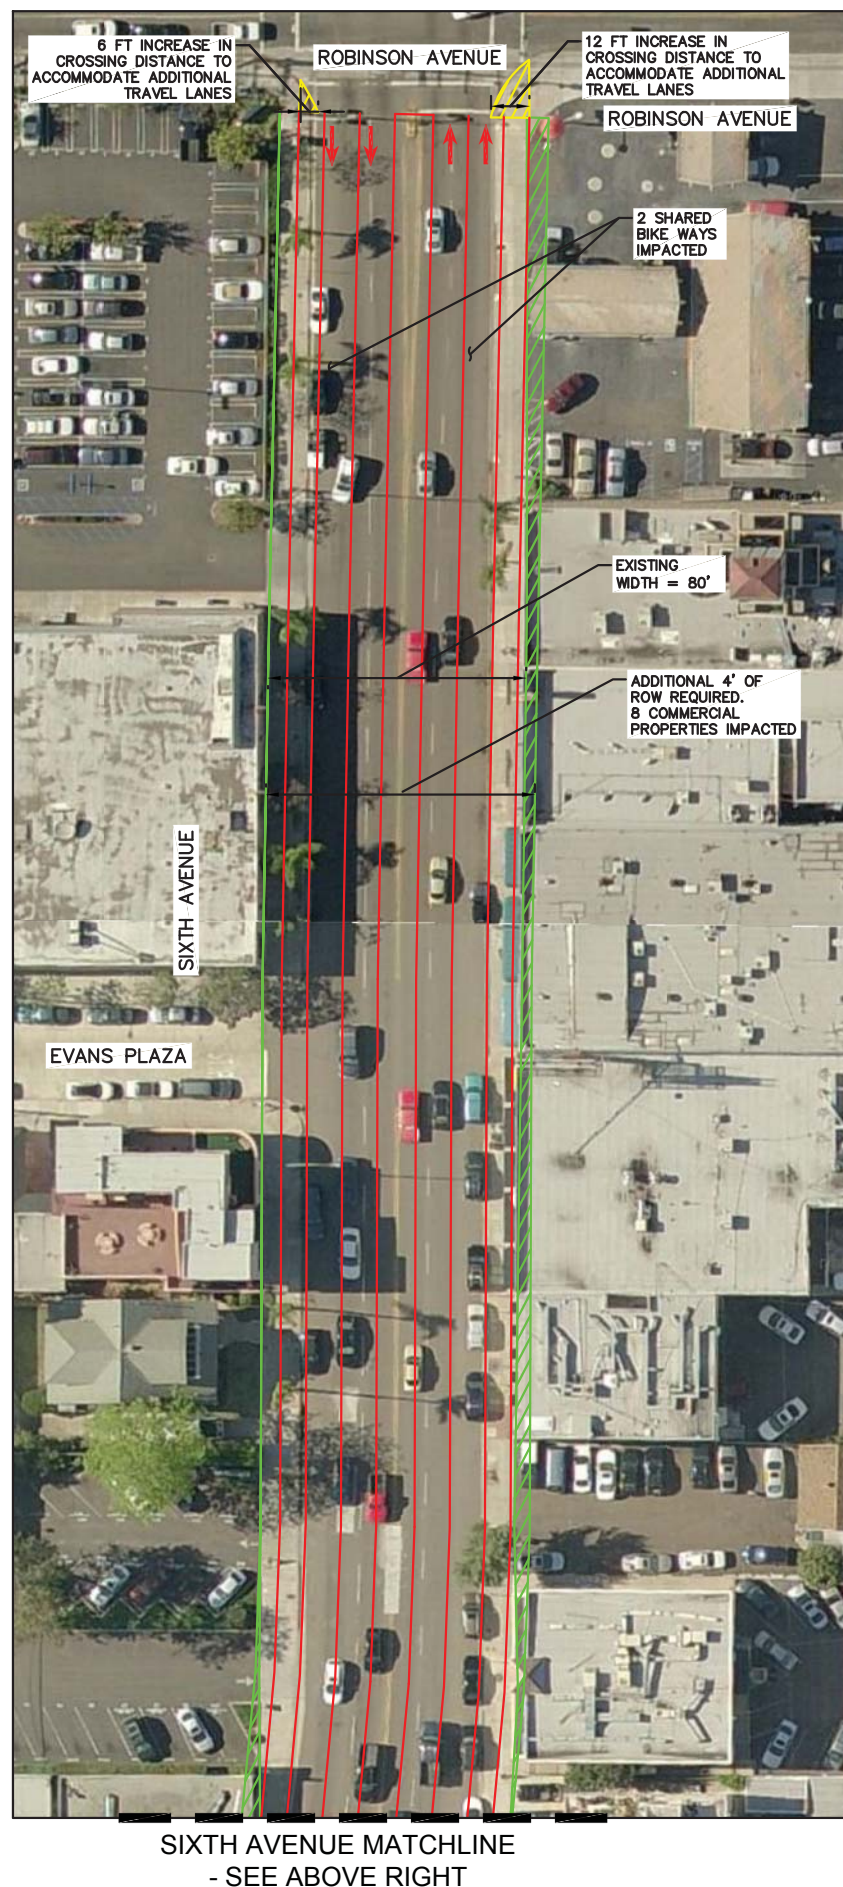 6 FT INCREASE IN
CROSSING DISTANCE TO
ACCOMMODATE ADDITIONAL
TRAVEL LANES
ROBINSON AVENUE
12 FT INCREASE IN
CROSSING DISTANCE TO
ACCOMMODATE ADDITIONAL
TRAVEL LANES
ROBINSON AVENUE
2 SHARED
BIKE WAYS
IMPACTED
EXISTING
WIDTH = 80'
ADDITIONAL 4' OF
ROW REQUIRED.
8 COMMERCIAL
PROPERTIES IMPACTED
SIXTH AVENUE
EVANS PLAZA
SIXTH AVENUE MATCHLINE
- SEE ABOVE RIGHT